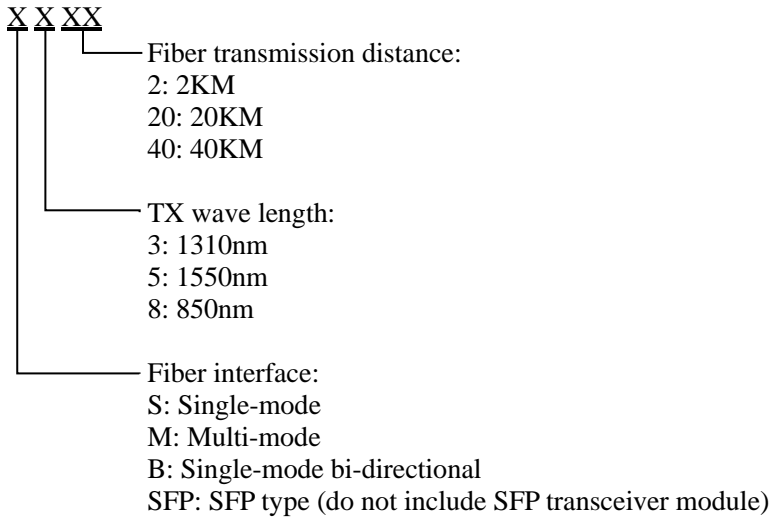 X X XX
Fiber transmission distance:
2: 2KM
20: 20KM
40: 40KM
TX wave length:
3: 1310nm
5: 1550nm
8: 850nm
Fiber interface:
S: Single-mode
M: Multi-mode
B: Single-mode bi-directional
SFP: SFP type (do not include SFP transceiver module)